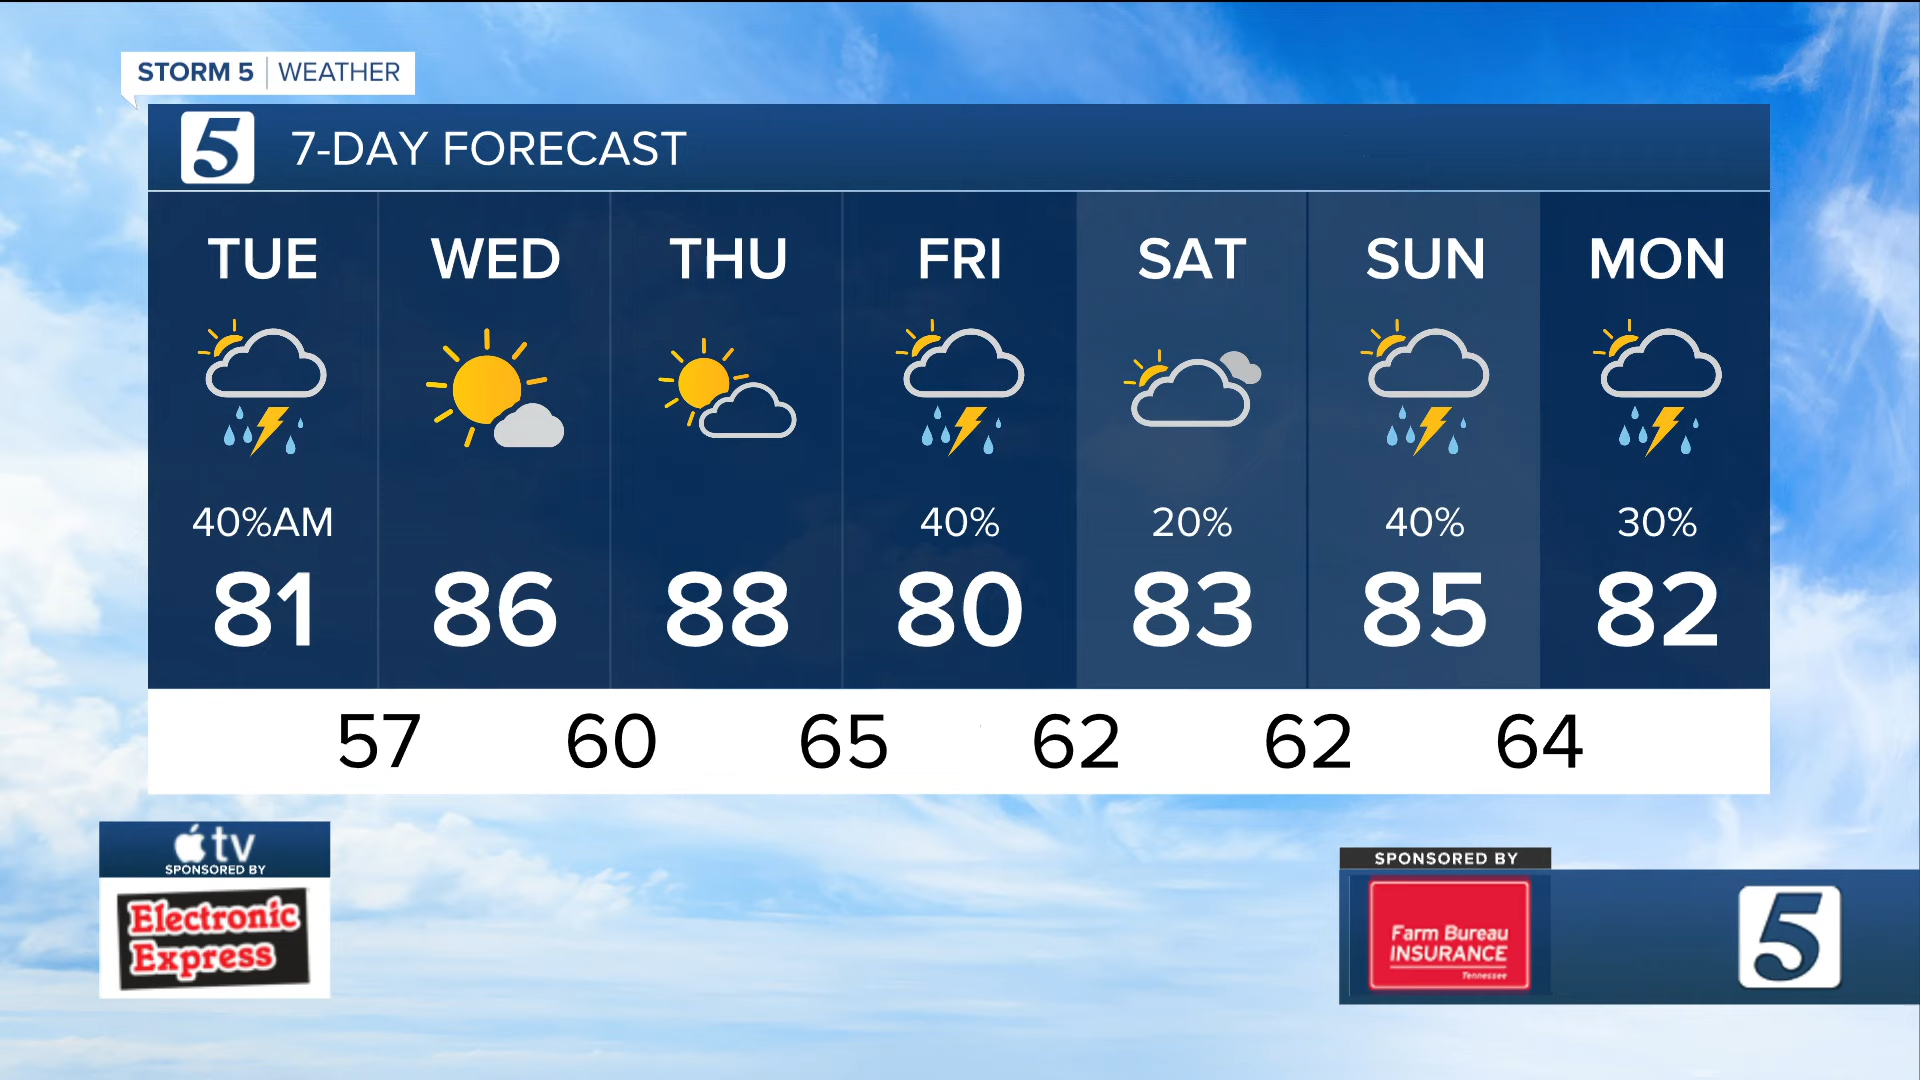 STORM 5 WEATHER
5 7-DAY FORECAST
TUE WED THU FRI SAT SUN MON
40%AM 40% 20% 40% 30%
81 86 88 80 83 85 82
57 60 65 62 62 64
tv
SPONSORED BY
Electronic
Express
SPONSORED BY
Farm Bureau
INSURANCE
Tennessee
5